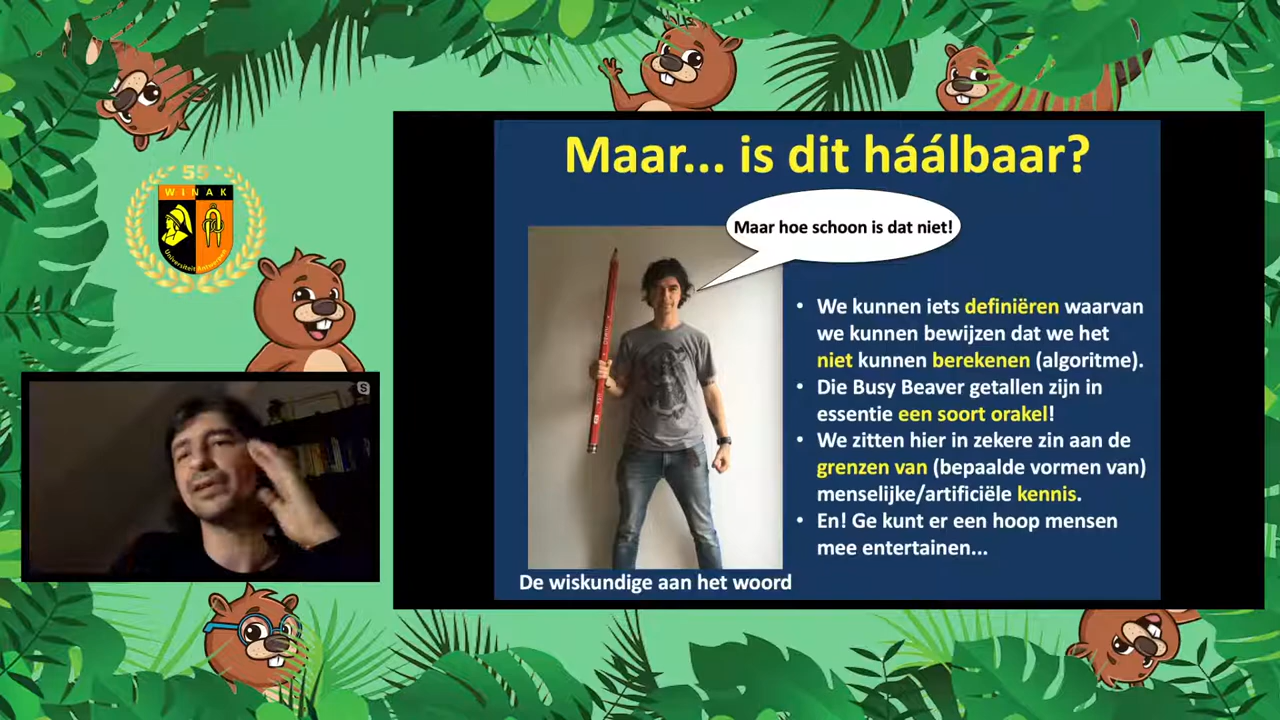 Maar... is dit háálbaar?
Maar hoe schoon is dat niet!
• We kunnen iets definiëren waarvan
we kunnen bewijzen dat we het
niet kunnen berekenen (algoritme).
• Die Busy Beaver getallen zijn in
essentie een soort orakel!
• We zitten hier in zekere zin aan de
grenzen van (bepaalde vormen van)
menselijke/artificiële kennis.
• En! Ge kunt er een hoop mensen
mee entertainen...
De wiskundige aan het woord
55
WINAK
Universiteit Antwerpen
S